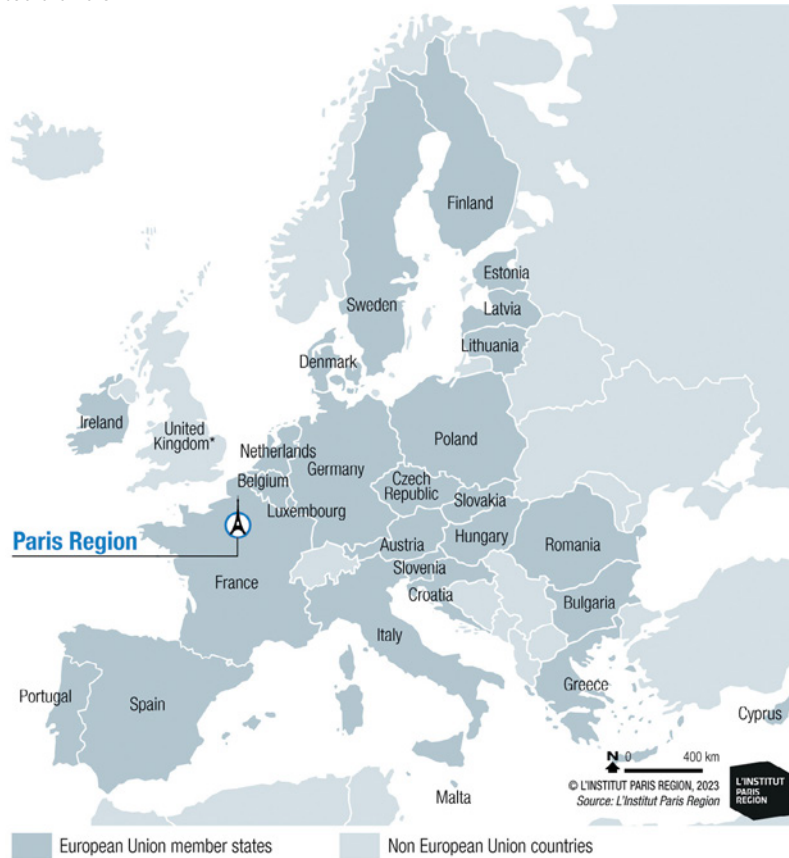 Finland
Estonia
Sweden
Latvia
Lithuania
Denmark
Ireland
United
Kingdom*
Netherlands
Poland
Germany
Belgium
Czech
Republic
Slovakia
Luxembourg
Paris Region
Austria
Hungary
Romania
Slovenia
France
Croatia
Bulgaria
Italy
Portugal
Spain
Greece
Cyprus
N 0 400 km
Malta
© L'INSTITUT PARIS REGION, 2023
Source: L'Institut Paris Region
L'INSTITUT
PARIS
REGION
European Union member states
Non European Union countries